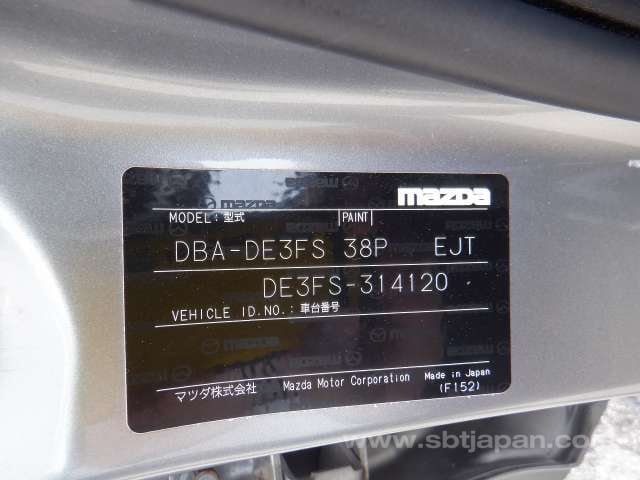 mazda
MODEL:型式 PAINT
DBA-DE3FS 38P EJT
DE3FS-314120
VEHICLE ID.NO.:車台番号
マツダ株式会社 Mazda Motor Corporation Made in Japan
(F152)
www.sbtjapan.com